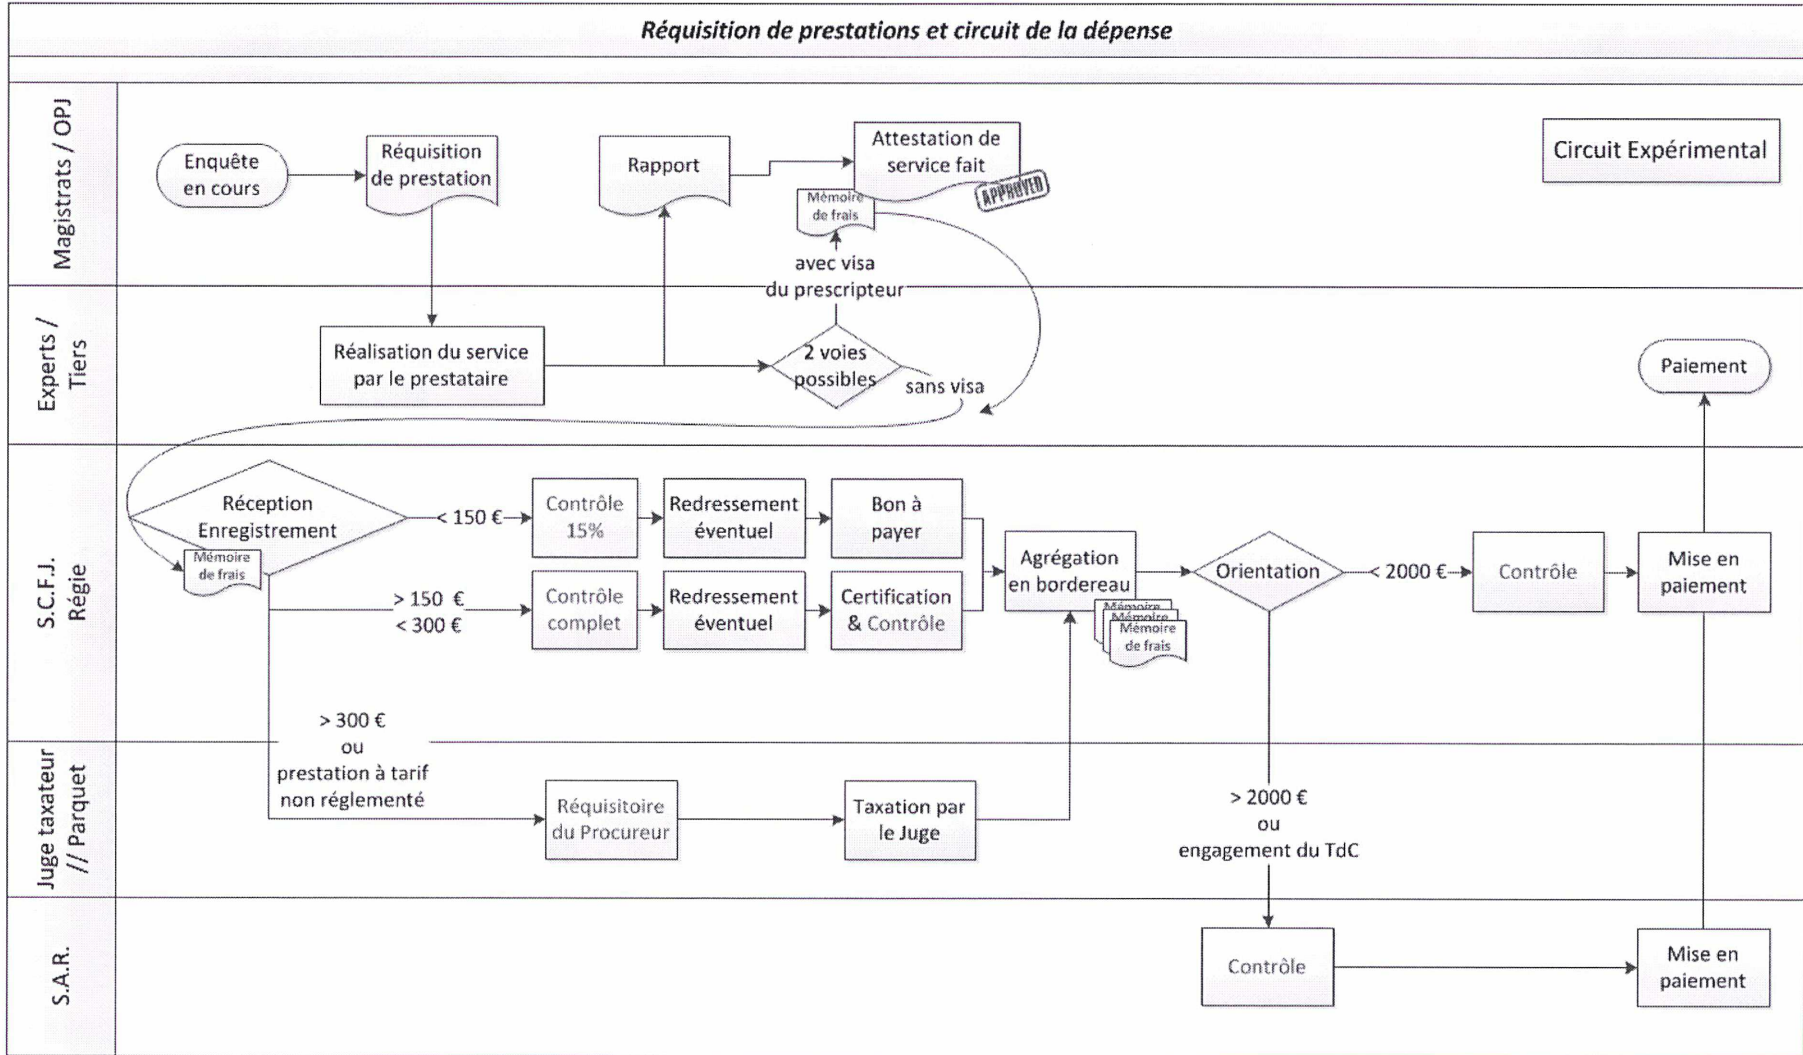 Réquisition de prestations et circuit de la dépense
Magistrats / OPJ
Enquête
en cours
Réquisition
de prestation
Rapport
Attestation de
service fait
APPROVED
Mémoire
de frais
Circuit Expérimental
avec visa
du prescripteur
Experts /
Tiers
Réalisation du service
par le prestataire
2 voies
possibles
sans visa
Paiement
S.C.F.J.
Régie
Réception
Enregistrement
Mémoire
de frais
< 150 €
Contrôle
15%
Redressement
éventuel
Bon à
payer
> 150 €
< 300 €
Contrôle
complet
Redressement
éventuel
Certification
& Contrôle
Agrégation
en bordereau
Mémoire
Mémoire
Mémoire
de frais
Orientation
< 2000 €
Contrôle
Mise en
paiement
Juge taxateur
// Parquet
> 300 €
ou
prestation à tarif
non réglementé
Réquisitoire
du Procureur
Taxation par
le Juge
> 2000 €
ou
engagement du TdC
S.A.R.
Contrôle
Mise en
paiement